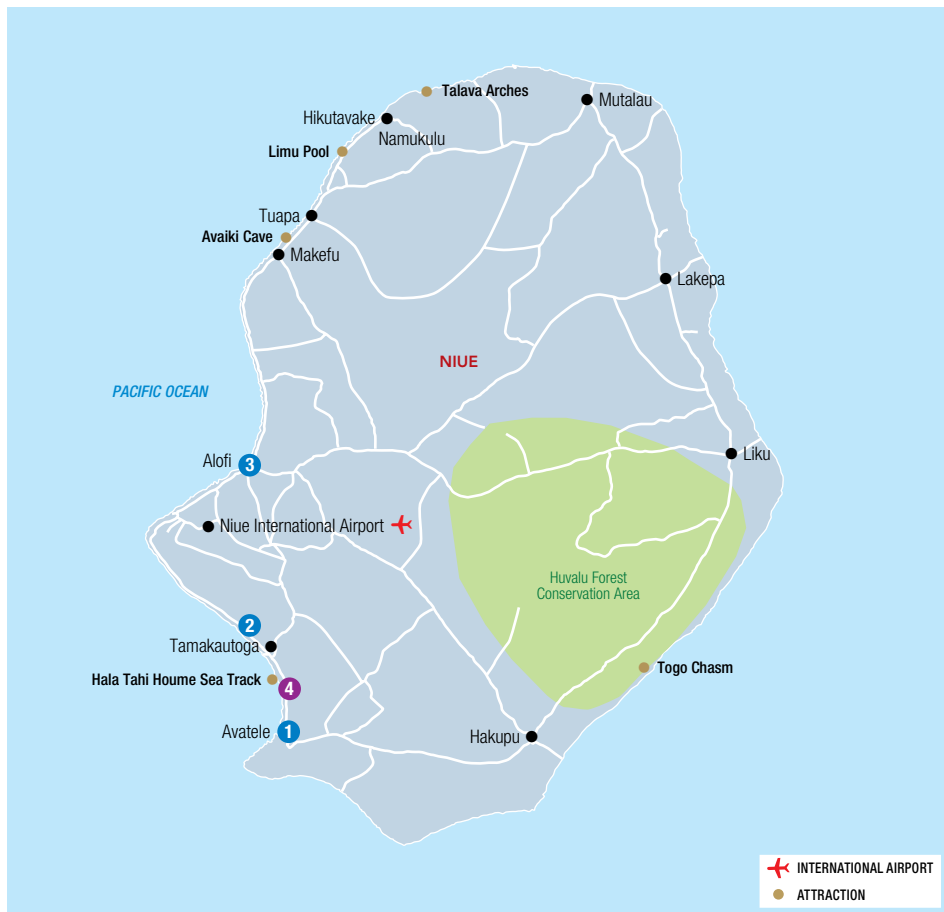 Talava Arches
Mutalau
Hikutavake
Namukulu
Limu Pool
Tuapa
Avaiki Cave
Makefu
Lakepa
NIUE
PACIFIC OCEAN
Alofi
3
Liku
Niue International Airport
Huvalu Forest
Conservation Area
2
Tamakautoga
Togo Chasm
Hala Tahi Houme Sea Track
4
Avatele
1
Hakupu
INTERNATIONAL AIRPORT
ATTRACTION